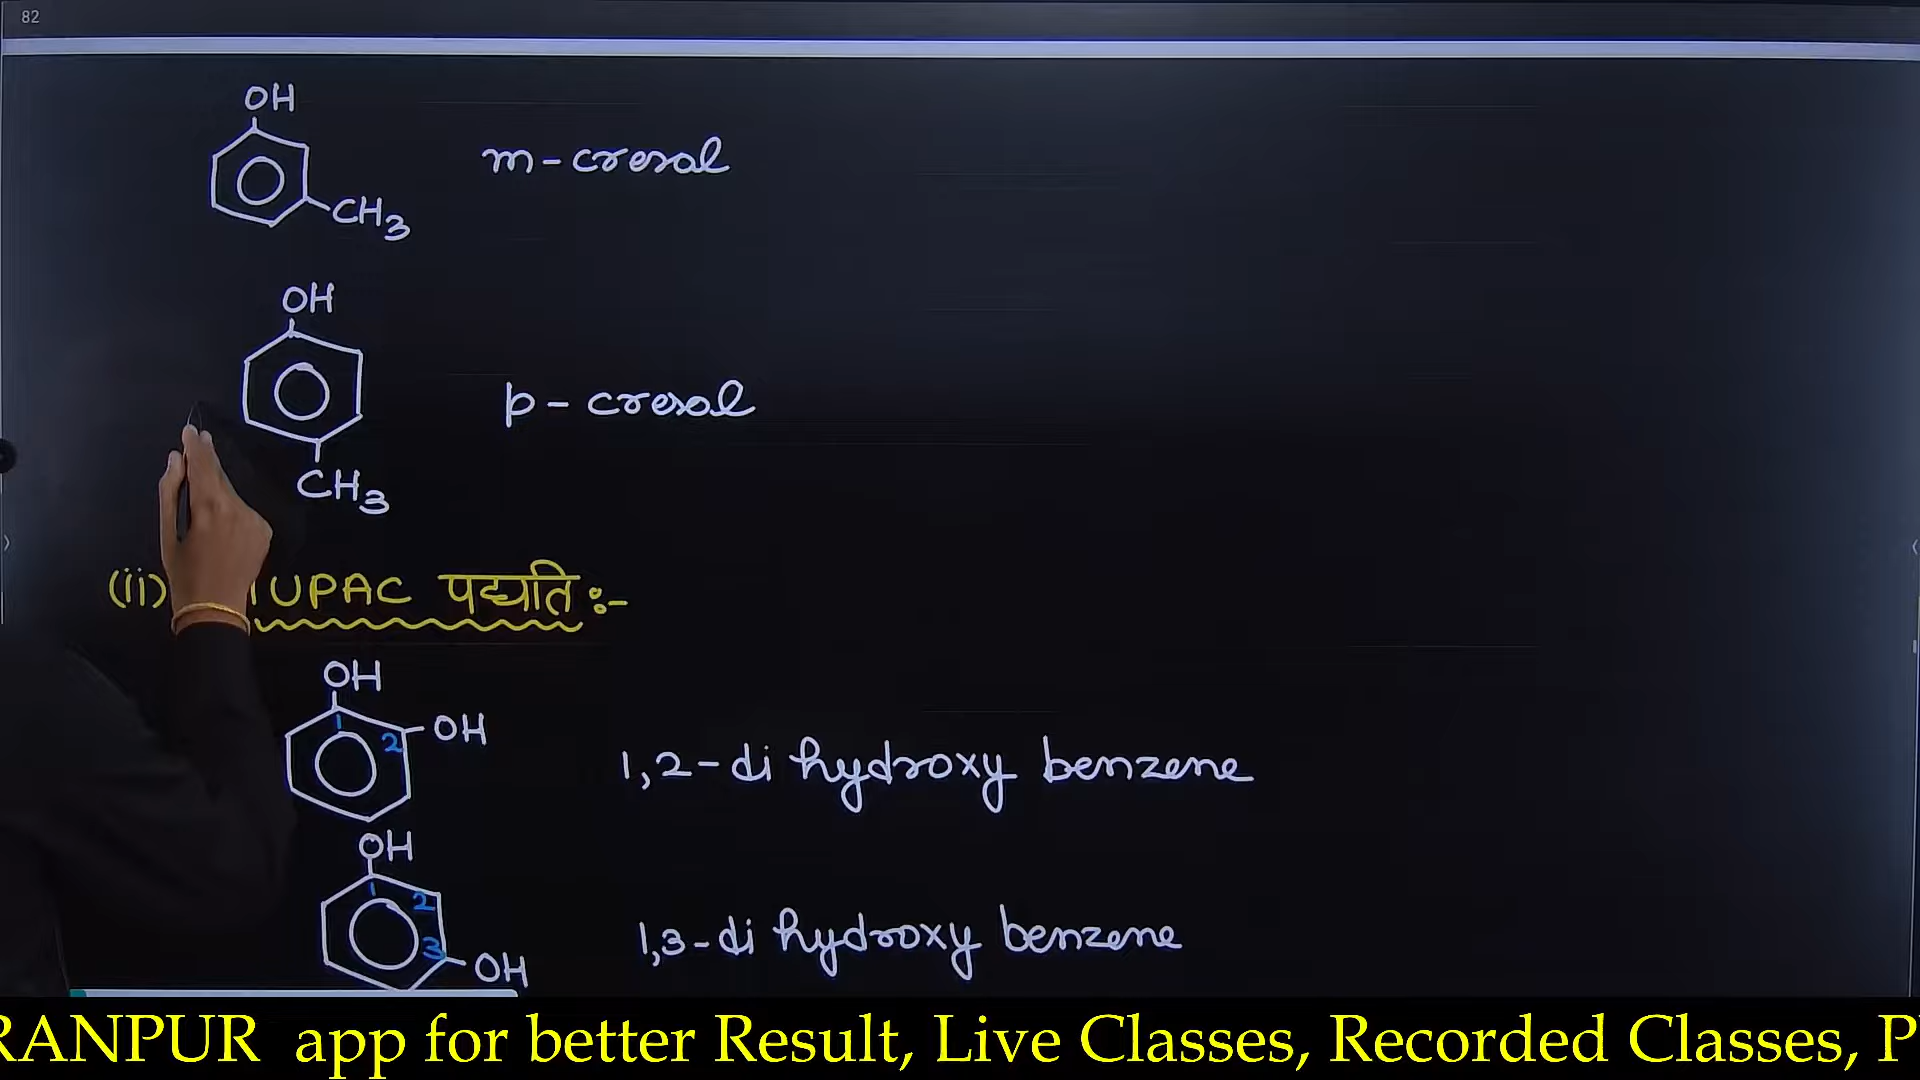 82
OH
m-cresol
CH3
OH
p-cresol
CH3
(ii) IUPAC पद्धति :-
OH
1
2
OH
1,2-di hydroxy benzene
OH
1
2
3
OH
1,3-di hydroxy benzene
RANPUR app for better Result, Live Classes, Recorded Classes, P